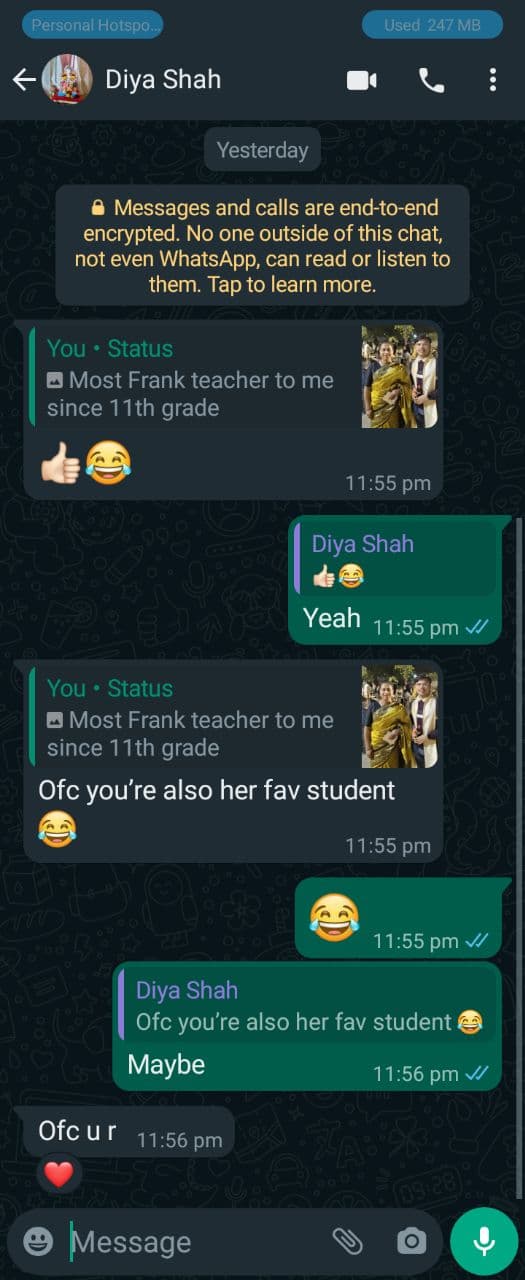 Personal Hotspo...
Used 247 MB
Diya Shah
Yesterday
🔒 Messages and calls are end-to-end
encrypted. No one outside of this chat,
not even WhatsApp, can read or listen to
them. Tap to learn more.
You • Status
Most Frank teacher to me
since 11th grade
👍🏻😂
11:55 pm
Diya Shah
👍🏻😂
Yeah 11:55 pm
You • Status
Most Frank teacher to me
since 11th grade
Ofc you’re also her fav student
😂
11:55 pm
😂 11:55 pm
Diya Shah
Ofc you’re also her fav student 😂
Maybe 11:56 pm
Ofc u r 11:56 pm
❤️
Message